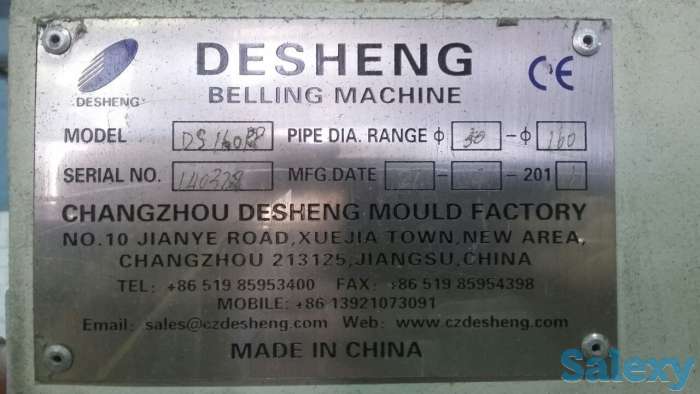 DESHENG
DESHENG CE
BELLING MACHINE
MODEL PIPE DIA. RANGE Φ 50 -Φ 160
SERIAL NO. 140328 MFG.DATE - -201
CHANGZHOU DESHENG MOULD FACTORY
NO.10 JIANYE ROAD,XUEJIA TOWN,NEW AREA,
CHANGZHOU 213125,JIANGSU,CHINA
TEL: +86 519 85953400 FAX: +86 519 85954398
MOBILE: +86 13921073091
Email: sales@czdesheng.com Web: www.czdesheng.com
MADE IN CHINA
Salexy